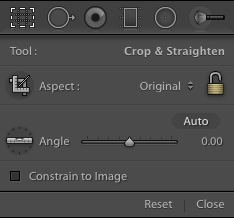 Tool : Crop & Straighten
Aspect : Original
Auto
Angle 0.00
Constrain to Image
Reset Close